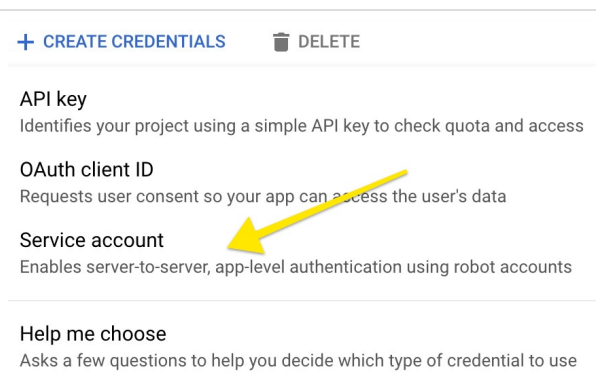 + CREATE CREDENTIALS DELETE
API key
Identifies your project using a simple API key to check quota and access
OAuth client ID
Requests user consent so your app can access the user's data
Service account
Enables server-to-server, app-level authentication using robot accounts
Help me choose
Asks a few questions to help you decide which type of credential to use